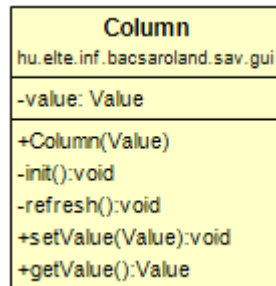 Column
hu.elte.inf.bacsaroland.sav.gui
-value: Value
+Column(Value)
-init():void
-refresh():void
+setValue(Value):void
+getValue():Value